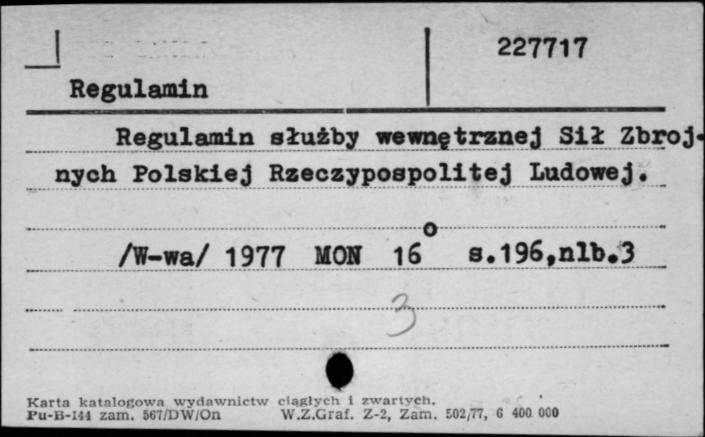 227717
Regulamin
Regulamin służby wewnętrznej Sił Zbroj-
nych Polskiej Rzeczypospolitej Ludowej.
/W-wa/ 1977 MON 16° s.196,nlb.3
3
Karta katalogowa wydawnictw ciągłych i zwartych.
Pu-B-144 zam. 567/DW/On W.Z.Graf. Z-2, Zam. 502/77, 6 400 000